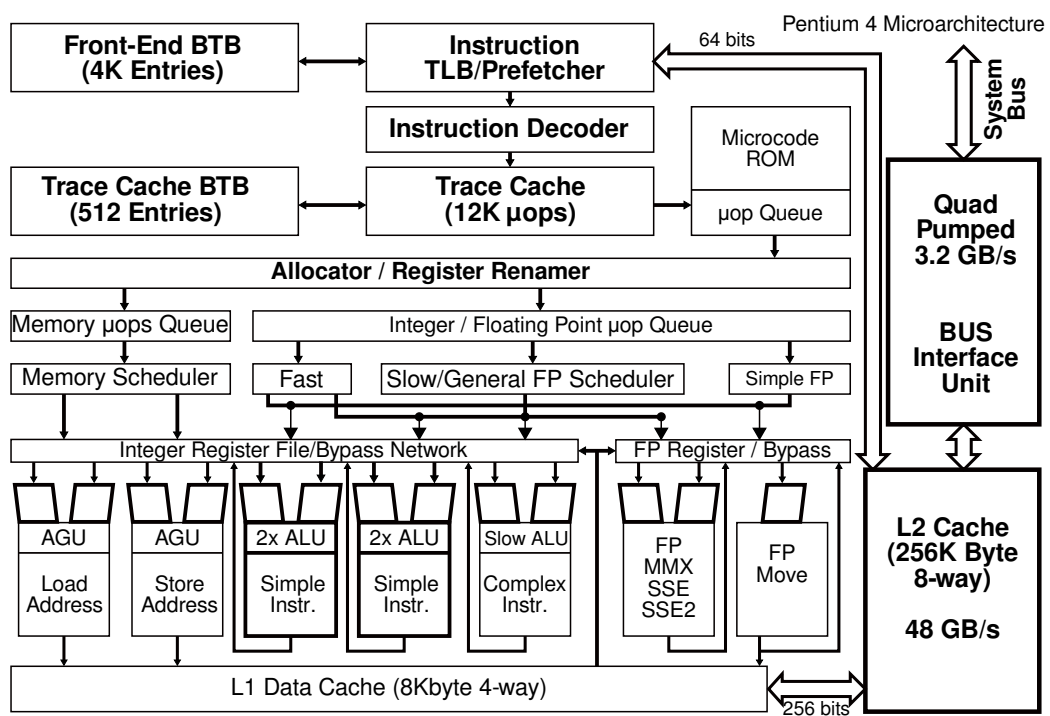 Pentium 4 Microarchitecture
Front-End BTB
(4K Entries)
Instruction
TLB/Prefetcher
64 bits
System
Bus
Instruction Decoder
Microcode
ROM
Trace Cache BTB
(512 Entries)
Trace Cache
(12K µops)
µop Queue
Quad
Pumped
3.2 GB/s
BUS
Interface
Unit
Allocator / Register Renamer
Memory µops Queue
Integer / Floating Point µop Queue
Memory Scheduler
Fast
Slow/General FP Scheduler
Simple FP
Integer Register File/Bypass Network
FP Register / Bypass
AGU
Load
Address
AGU
Store
Address
2x ALU
Simple
Instr.
2x ALU
Simple
Instr.
Slow ALU
Complex
Instr.
FP
MMX
SSE
SSE2
FP
Move
L2 Cache
(256K Byte
8-way)
48 GB/s
L1 Data Cache (8Kbyte 4-way)
256 bits